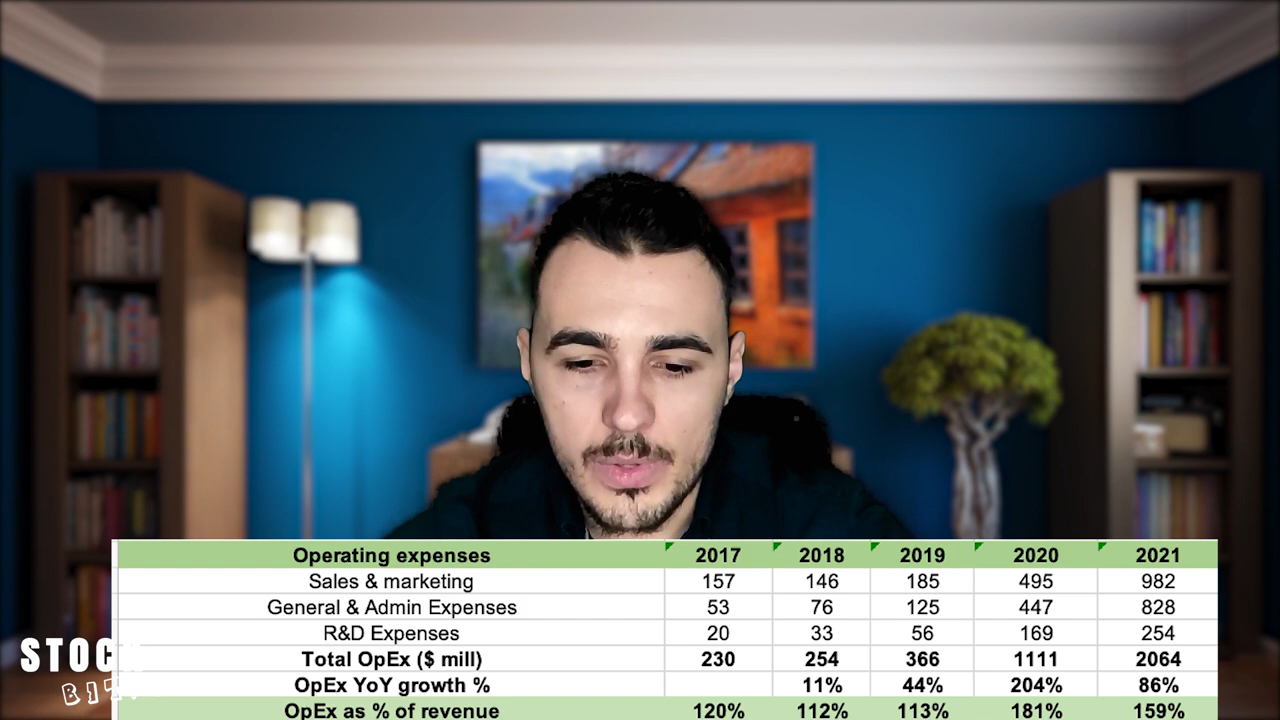 Operating expenses 2017 2018 2019 2020 2021
Sales & marketing 157 146 185 495 982
General & Admin Expenses 53 76 125 447 828
R&D Expenses 20 33 56 169 254
Total OpEx ($ mill) 230 254 366 1111 2064
OpEx YoY growth % 11% 44% 204% 86%
OpEx as % of revenue 120% 112% 113% 181% 159%
STOCK